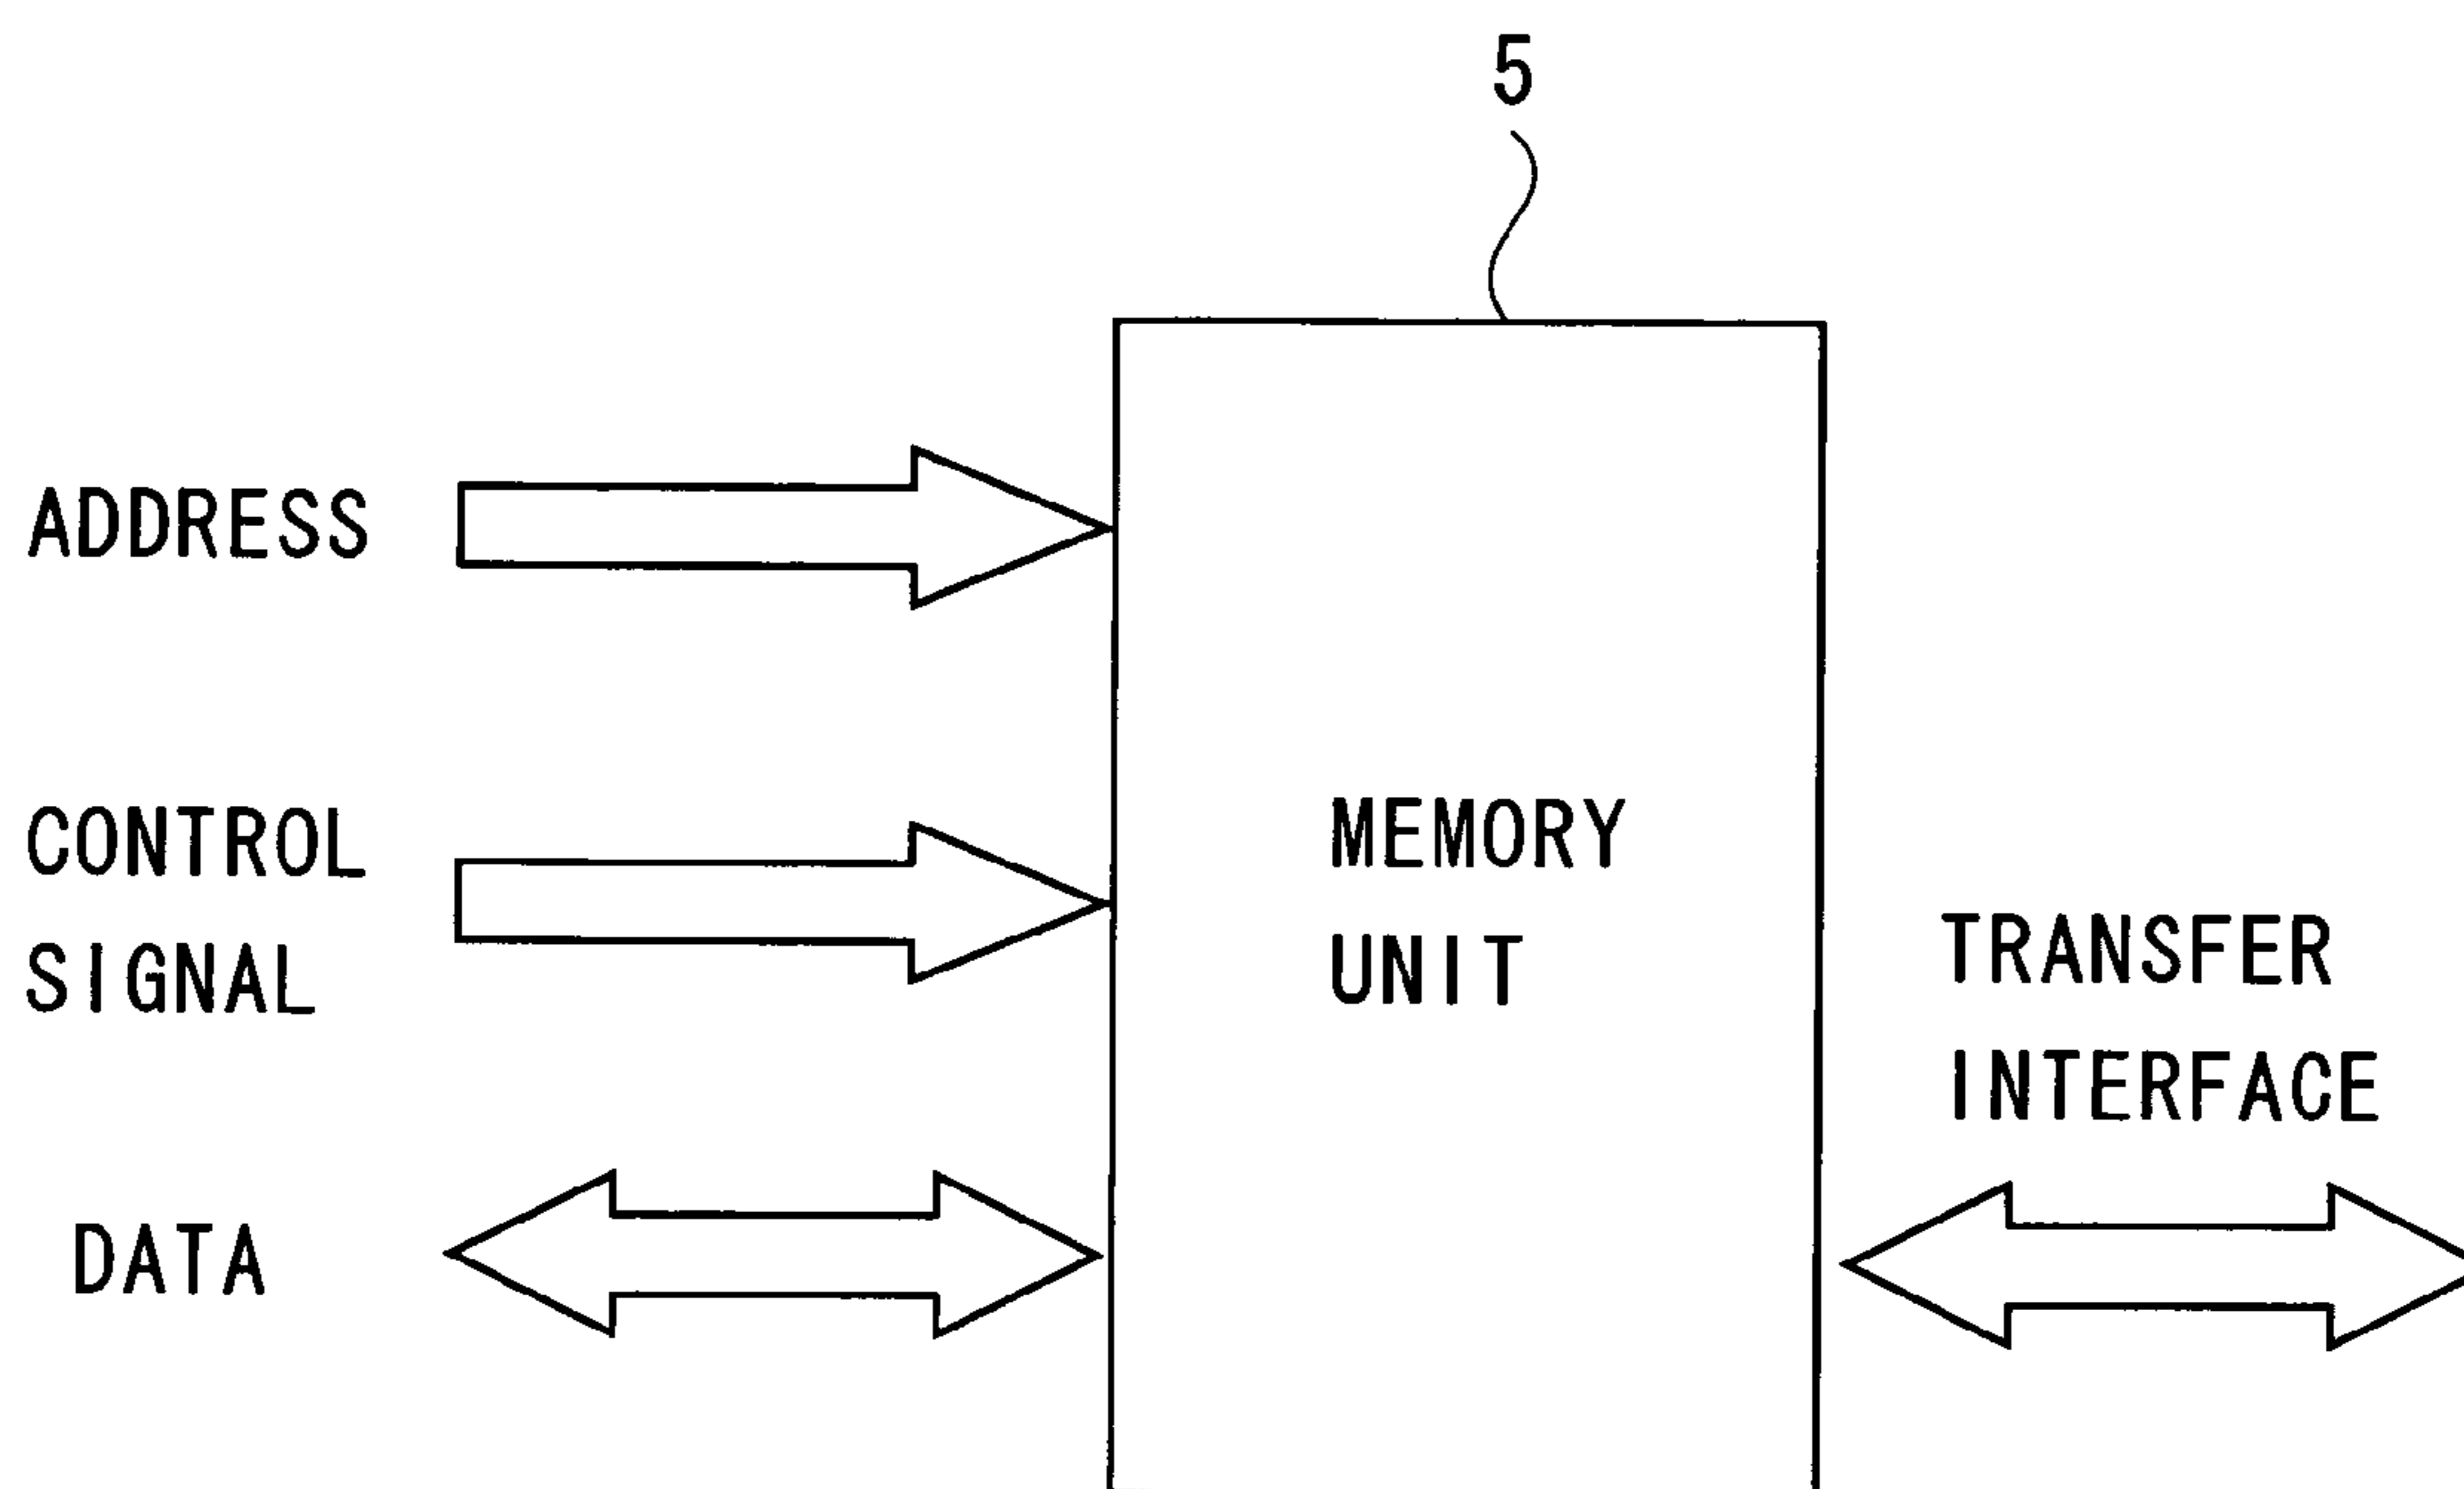 5
ADDRESS
CONTROL
SIGNAL
DATA
MEMORY
UNIT
TRANSFER
INTERFACE